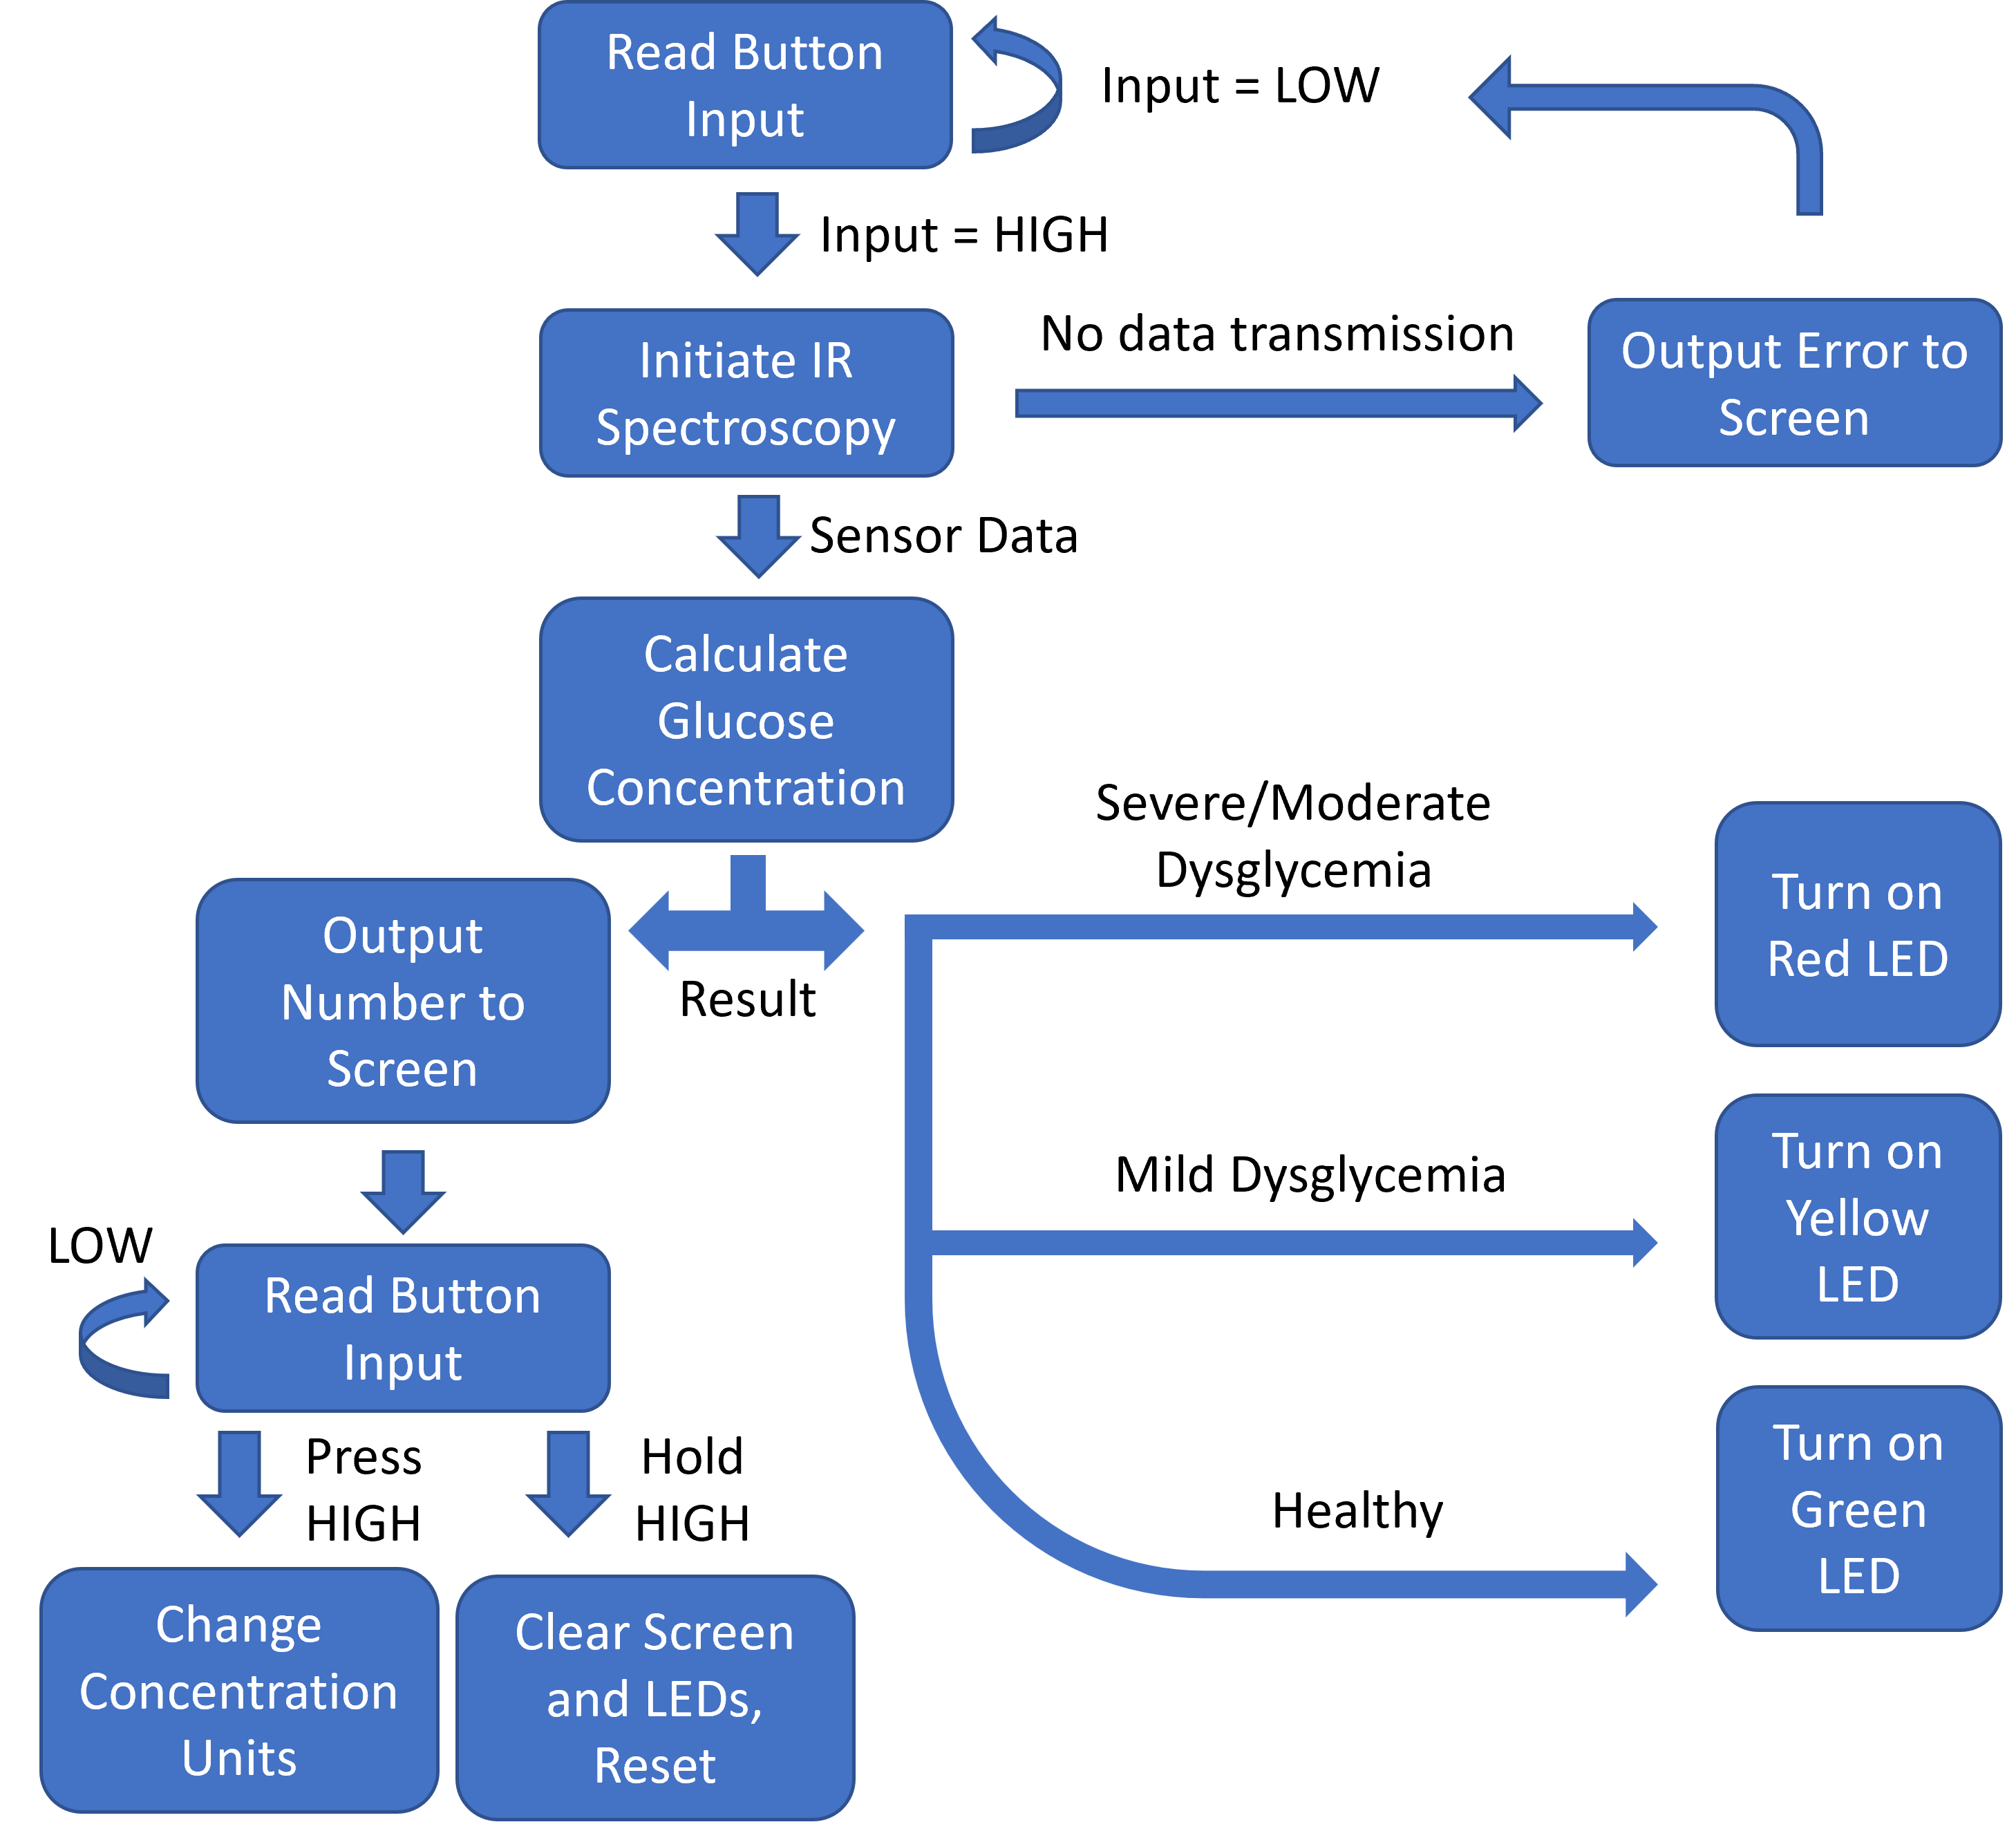 Read Button
Input
Input = LOW
Input = HIGH
Initiate IR
Spectroscopy
No data transmission
Output Error to
Screen
Sensor Data
Calculate
Glucose
Concentration
Severe/Moderate
Dysglycemia
Turn on
Red LED
Output
Number to
Screen
Result
Mild Dysglycemia
Turn on
Yellow
LED
LOW
Read Button
Input
Press
HIGH
Hold
HIGH
Healthy
Turn on
Green
LED
Change
Concentration
Units
Clear Screen
and LEDs,
Reset